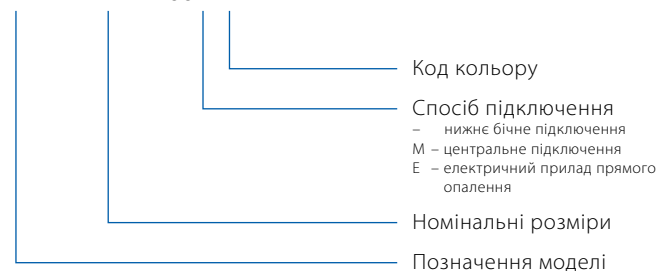 Код кольору
Спосіб підключення
– нижнє бічне підключення
М – центральне підключення
Е – електричний прилад прямого
опалення
Номінальні розміри
Позначення моделі